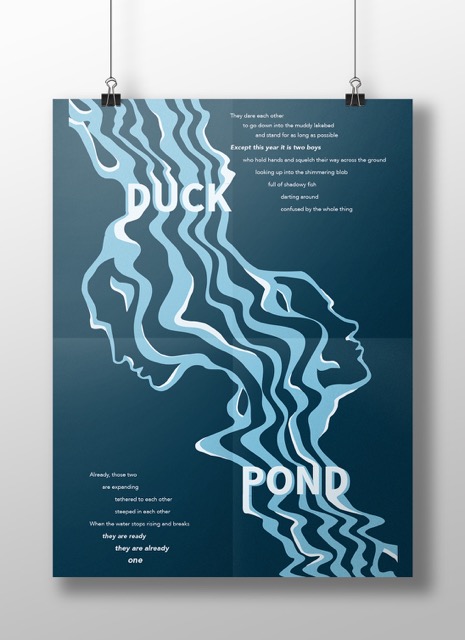 They dare each other
to go down into the muddy lakebed
and stand for as long as possible
Except this year it is two boys
who hold hands and squelch their way across the ground
looking up into the shimmering blob
full of shadowy fish
darting around
confused by the whole thing
DUCK
POND
Already, those two
are expanding
tethered to each other
steeped in each other
When the water stops rising and breaks
they are ready
they are already
one